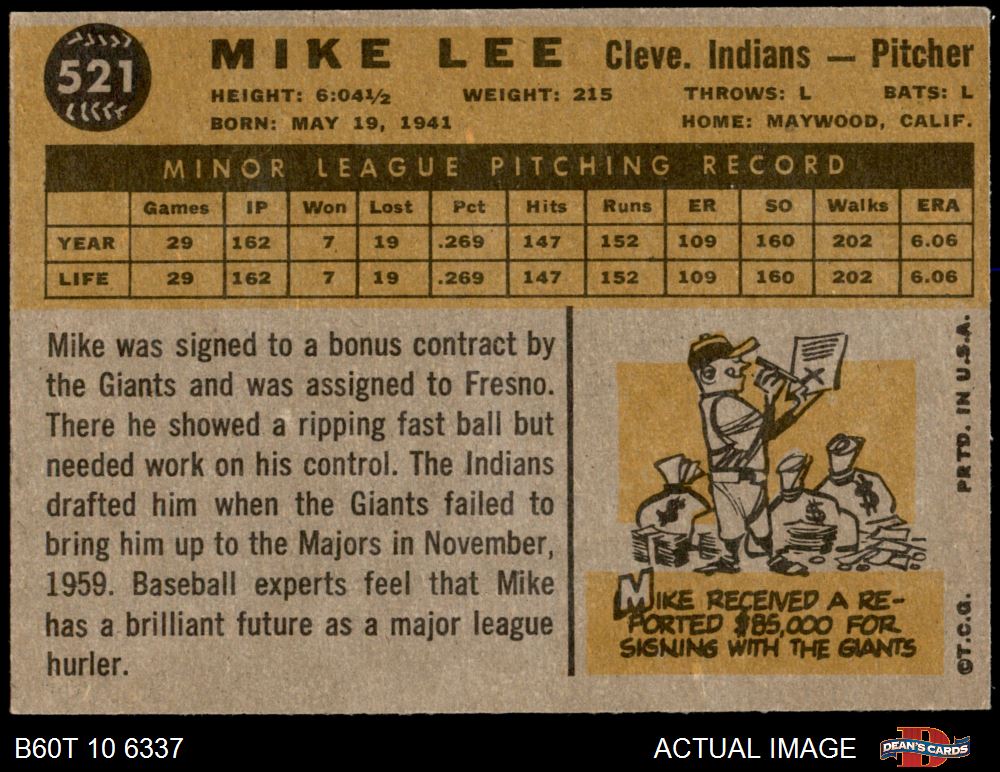 521
MIKE LEE Cleve. Indians — Pitcher
HEIGHT: 6:04½ WEIGHT: 215 THROWS: L BATS: L
BORN: MAY 19, 1941 HOME: MAYWOOD, CALIF.
MINOR LEAGUE PITCHING RECORD
Games IP Won Lost Pct Hits Runs ER SO Walks ERA
YEAR 29 162 7 19 .269 147 152 109 160 202 6.06
LIFE 29 162 7 19 .269 147 152 109 160 202 6.06
Mike was signed to a bonus contract by
the Giants and was assigned to Fresno.
There he showed a ripping fast ball but
needed work on his control. The Indians
drafted him when the Giants failed to
bring him up to the Majors in November,
1959. Baseball experts feel that Mike
has a brilliant future as a major league
hurler.
X
$ $ $
MIKE RECEIVED A RE-
PORTED $85,000 FOR
SIGNING WITH THE GIANTS
©T.C.G. PRTD. IN U.S.A.
B60T 10 6337 ACTUAL IMAGE D DEAN'S CARDS